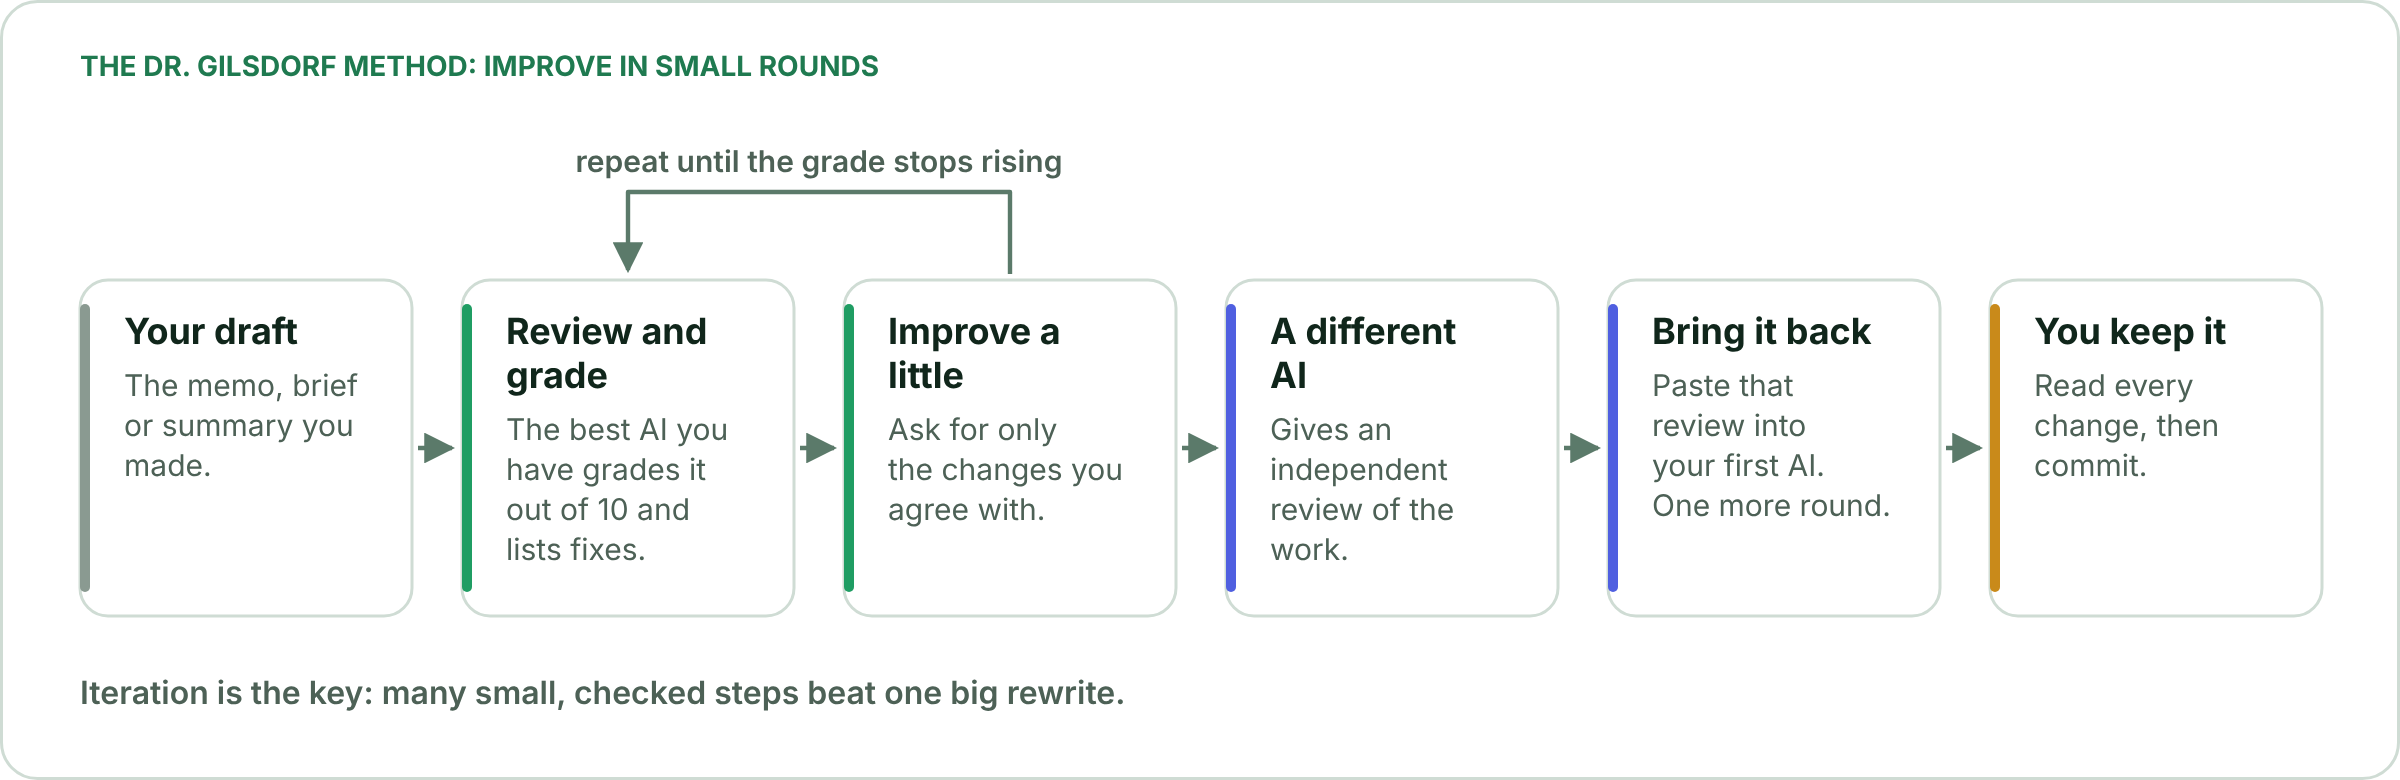 THE DR. GILSDORF METHOD: IMPROVE IN SMALL ROUNDS
repeat until the grade stops rising
Your draft
The memo, brief
or summary you
made.
Review and
grade
The best AI you
have grades it
out of 10 and
lists fixes.
Improve a
little
Ask for only
the changes you
agree with.
A different
AI
Gives an
independent
review of the
work.
Bring it back
Paste that
review into
your first AI.
One more round.
You keep it
Read every
change, then
commit.
Iteration is the key: many small, checked steps beat one big rewrite.